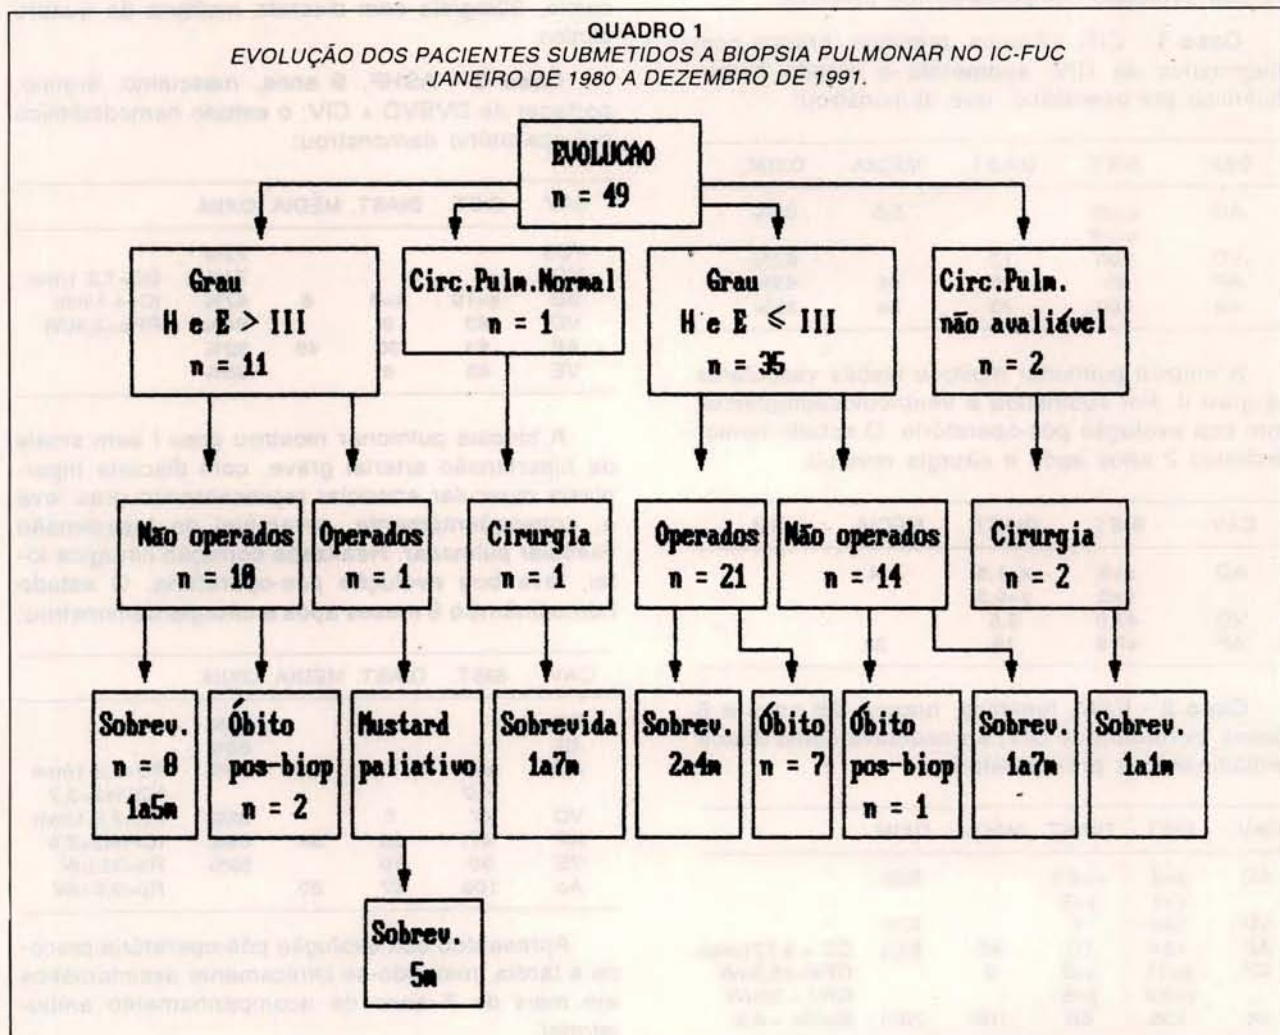 QUADRO 1
EVOLUÇÃO DOS PACIENTES SUBMETIDOS A BIOPSIA PULMONAR NO IC-FUC
JANEIRO DE 1980 A DEZEMBRO DE 1991.
EVOLUCAO
n = 49
Grau
H e E > III
n = 11
Circ.Pulm.Normal
n = 1
Grau
H e E ≤ III
n = 35
Circ.Pulm.
não avaliável
n = 2
Não operados
n = 10
Operados
n = 1
Cirurgia
n = 1
Operados
n = 21
Não operados
n = 14
Cirurgia
n = 2
Sobrev.
n = 8
1a5m
Óbito
pos-biop
n = 2
Mustard
paliativo
Sobrevida
1a7m
Sobrev.
2a4m
Óbito
n = 7
Óbito
pos-biop
n = 1
Sobrev.
1a7m
Sobrev.
1a1m
Sobrev.
5m